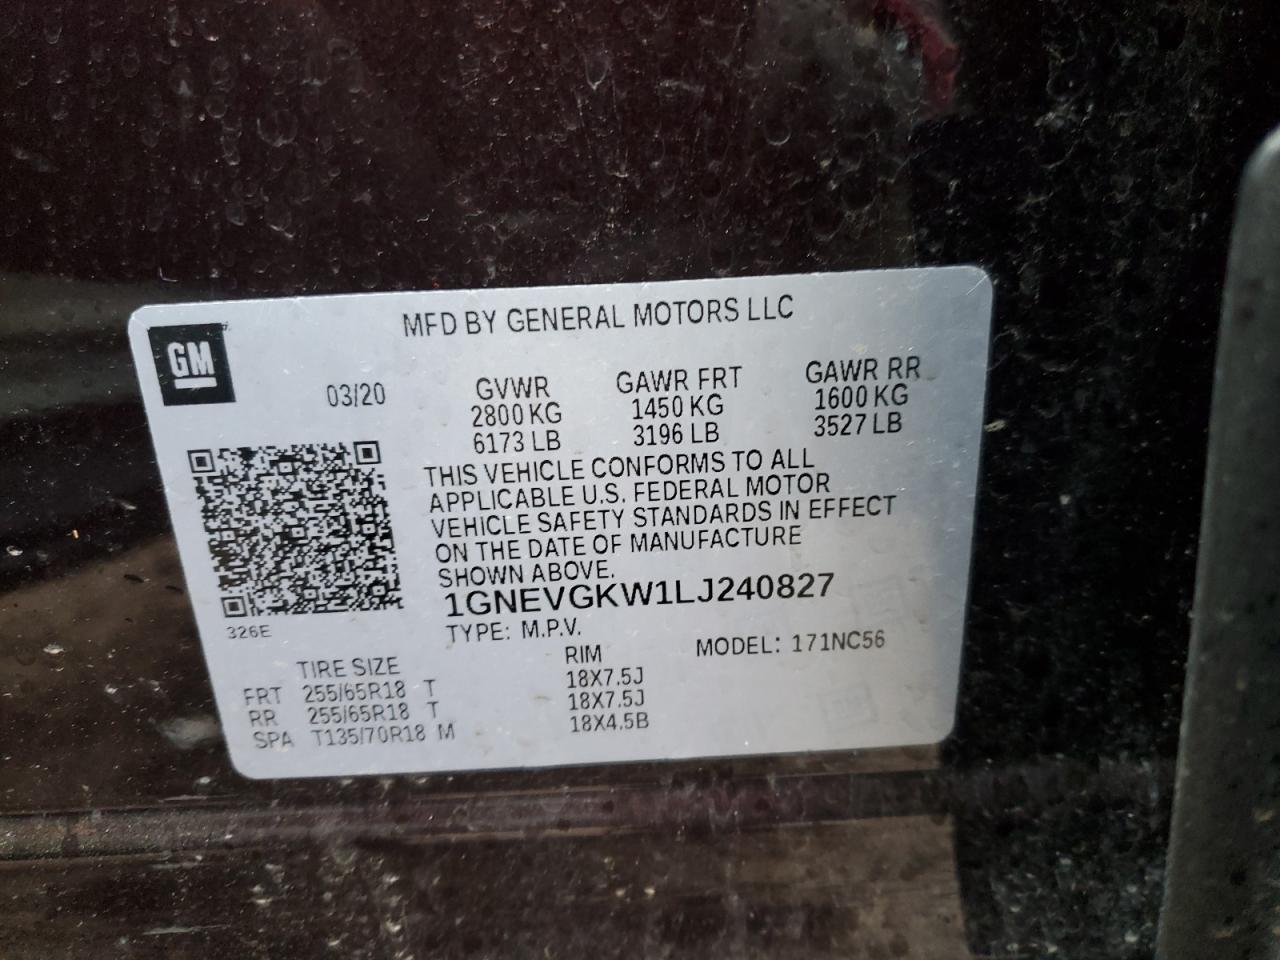 GM
MFD BY GENERAL MOTORS LLC
03/20
GVWR GAWR FRT GAWR RR
2800 KG 1450 KG 1600 KG
6173 LB 3196 LB 3527 LB
THIS VEHICLE CONFORMS TO ALL
APPLICABLE U.S. FEDERAL MOTOR
VEHICLE SAFETY STANDARDS IN EFFECT
ON THE DATE OF MANUFACTURE
SHOWN ABOVE.
1GNEVGKW1LJ240827
326E
TYPE: M.P.V. MODEL: 171NC56
TIRE SIZE RIM
FRT 255/65R18 T 18X7.5J
RR 255/65R18 T 18X7.5J
SPA T135/70R18 M 18X4.5B